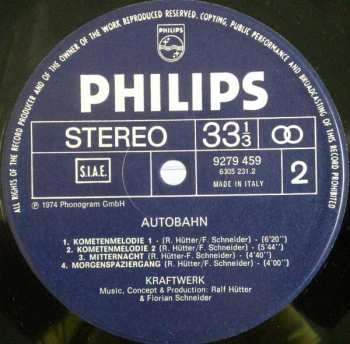 ALL RIGHTS OF THE RECORD PRODUCER AND OF THE OWNER OF THE WORK REPRODUCED RESERVED. COPYING, PUBLIC PERFORMANCE AND BROADCASTING OF THIS RECORD PROHIBITED
PHILIPS
PHILIPS
STEREO
33 1/3
S.I.A.E.
9279 459
6305 231.2
MADE IN ITALY
2
℗ 1974 Phonogram GmbH
AUTOBAHN
1. KOMETENMELODIE 1 - (R. Hütter/F. Schneider) - (6'20")
2. KOMETENMELODIE 2 (R. Hütter/F. Schneider) - (5'44")
3. MITTERNACHT - (R. Hütter/F. Schneider) - (4'40")
4. MORGENSPAZIERGANG (R. Hütter/F. Schneider) - (4'00")
KRAFTWERK
Music, Concept & Production: Ralf Hütter
& Florian Schneider